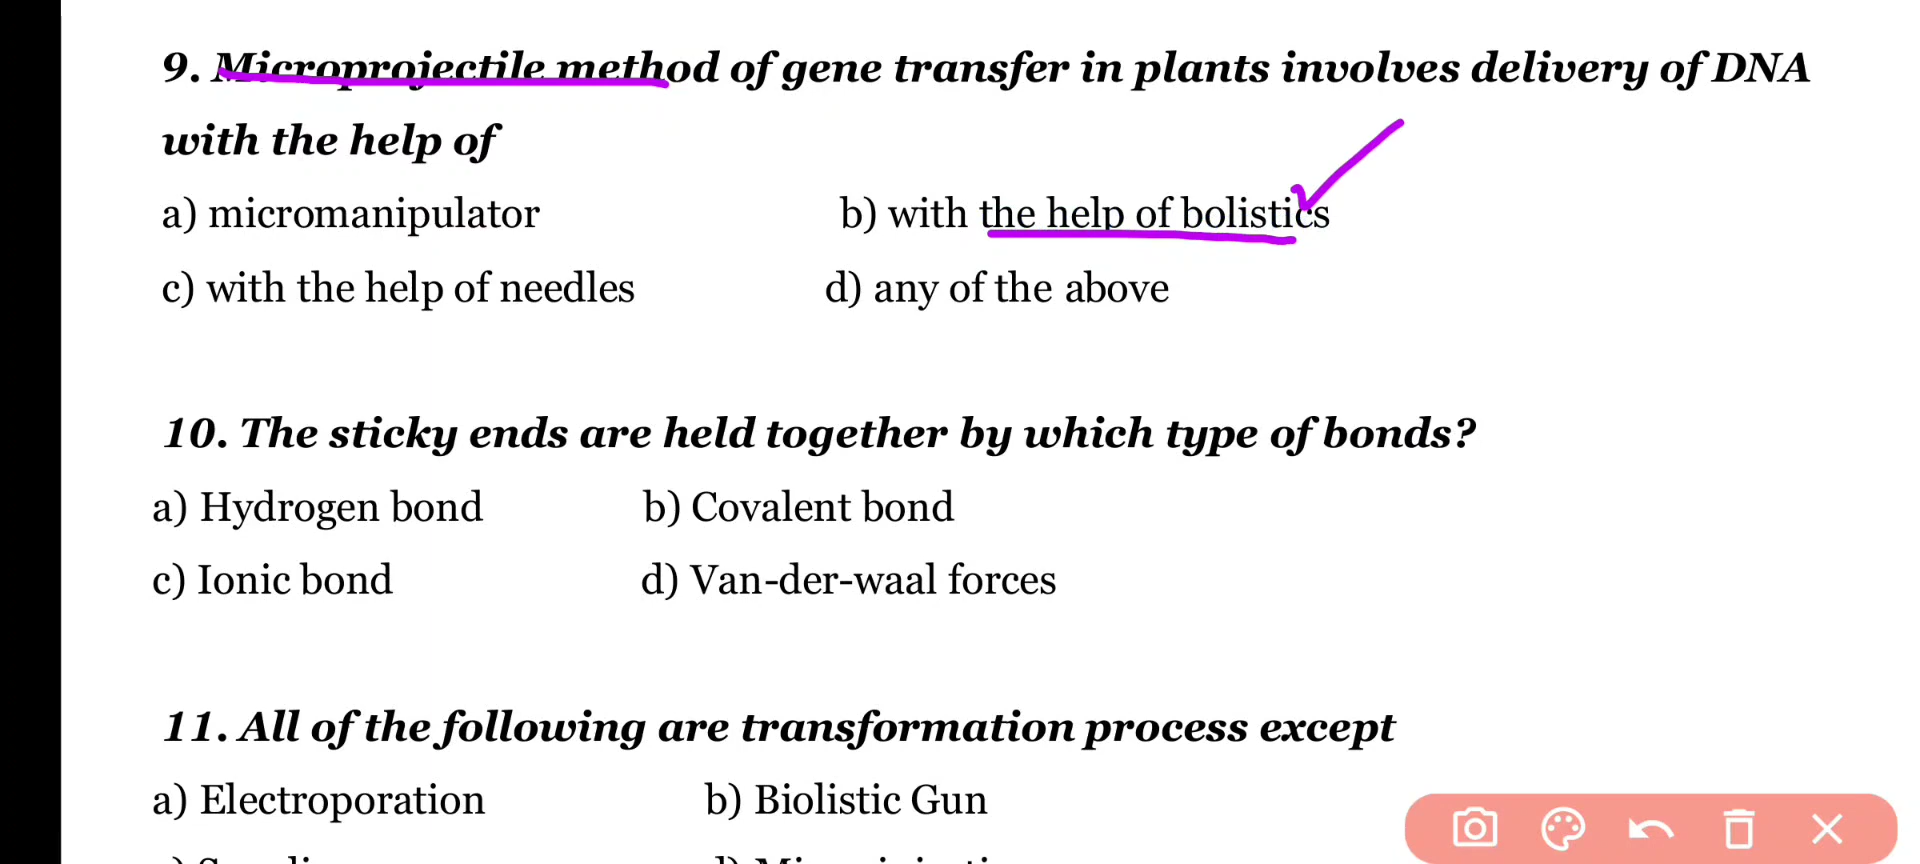 9. Microprojectile method of gene transfer in plants involves delivery of DNA
with the help of
a) micromanipulator b) with the help of bolistics
c) with the help of needles d) any of the above
10. The sticky ends are held together by which type of bonds?
a) Hydrogen bond b) Covalent bond
c) Ionic bond d) Van-der-waal forces
11. All of the following are transformation process except
a) Electroporation b) Biolistic Gun